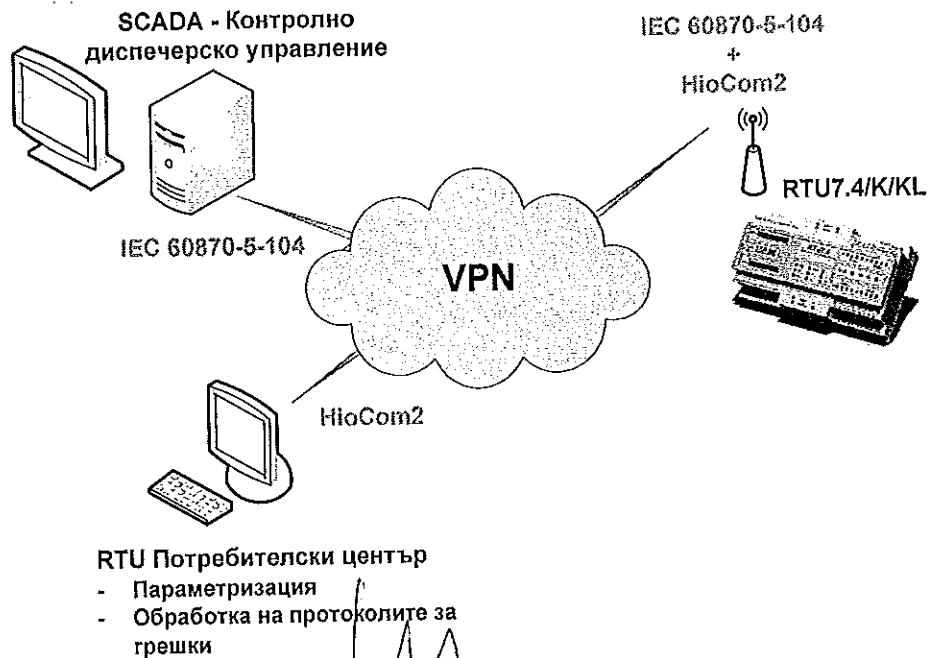 SCADA - Контролно
диспечерско управление
IEC 60870-5-104
IEC 60870-5-104
+
HioCom2
RTU7.4/K/KL
VPN
HioCom2
RTU Потребителски център
- Параметризация
- Обработка на протоколите за
грешки